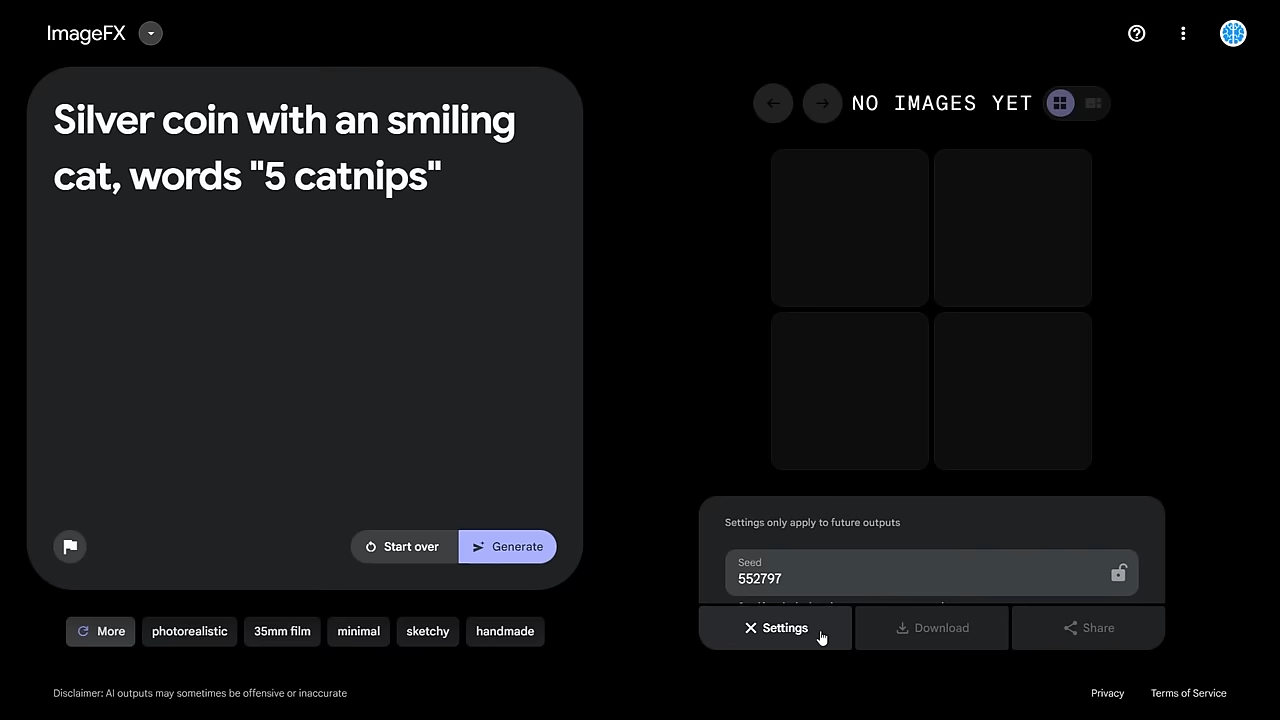 ImageFX
Silver coin with an smiling
cat, words "5 catnips"
Start over
Generate
More
photorealistic
35mm film
minimal
sketchy
handmade
NO IMAGES YET
Settings only apply to future outputs
Seed
552797
Settings
Download
Share
Disclaimer: AI outputs may sometimes be offensive or inaccurate
Privacy
Terms of Service